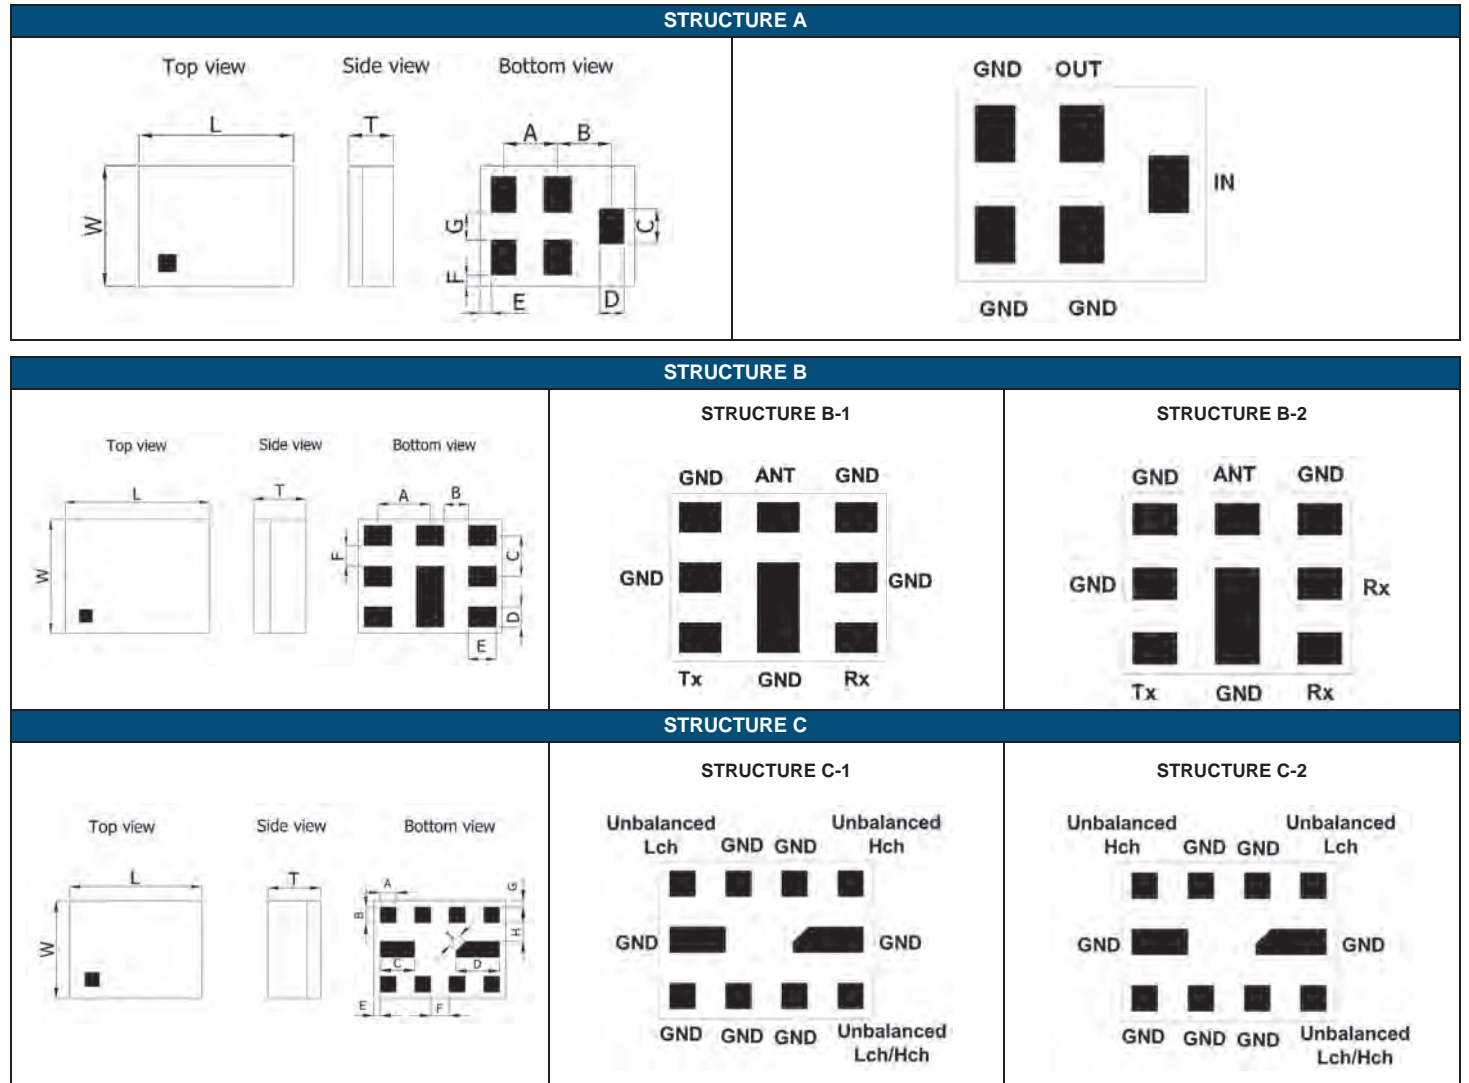 STRUCTURE A
Top view Side view Bottom view
L T A B
W G C
F E D
GND OUT
IN
GND GND
STRUCTURE B
Top view Side view Bottom view
L T A B
W F C
D
E
STRUCTURE B-1
GND ANT GND
GND GND
Tx GND Rx
STRUCTURE B-2
GND ANT GND
GND Rx
Tx GND Rx
STRUCTURE C
Top view Side view Bottom view
L T A G
W B H
C D
E F
STRUCTURE C-1
Unbalanced Unbalanced
Lch GND GND Hch
GND GND
GND GND GND Unbalanced
Lch/Hch
STRUCTURE C-2
Unbalanced Unbalanced
Hch GND GND Lch
GND GND
GND GND GND Unbalanced
Lch/Hch